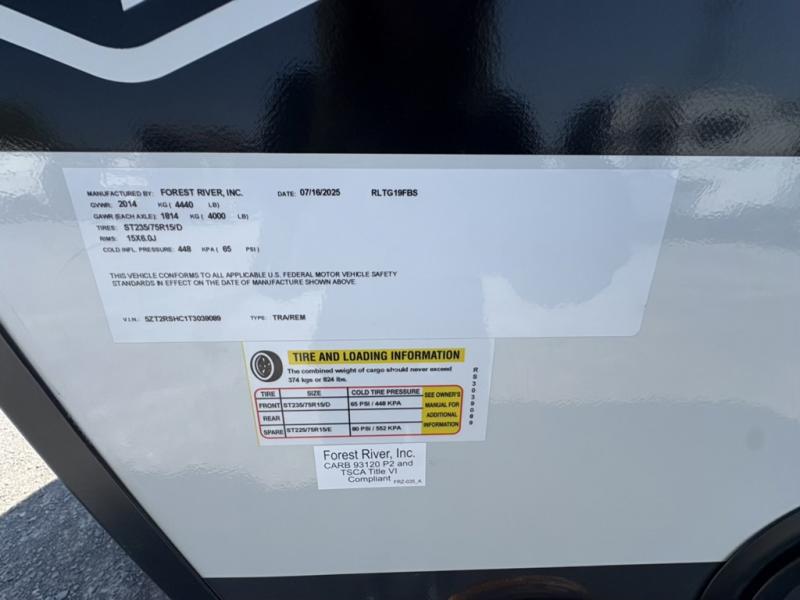 MANUFACTURED BY: FOREST RIVER, INC. DATE: 07/16/2025 RLTG19FBS
GVWR: 2014 KG ( 4440 LB)
GAWR (EACH AXLE): 1814 KG ( 4000 LB)
TIRES: ST235/75R15/D
RIMS: 15X6.0J
COLD INFL. PRESSURE: 448 KPA ( 65 PSI )
THIS VEHICLE CONFORMS TO ALL APPLICABLE U.S. FEDERAL MOTOR VEHICLE SAFETY
STANDARDS IN EFFECT ON THE DATE OF MANUFACTURE SHOWN ABOVE.
V.I.N.: 5ZT2RSHC1T3039089 TYPE: TRA/REM
TIRE AND LOADING INFORMATION
The combined weight of cargo should never exceed
374 kgs or 824 lbs.
TIRE SIZE COLD TIRE PRESSURE
FRONT ST235/75R15/D 65 PSI / 448 KPA
REAR
SPARE ST225/75R15/E 80 PSI / 552 KPA
SEE OWNER'S
MANUAL FOR
ADDITIONAL
INFORMATION
RS3039089
Forest River, Inc.
CARB 93120 P2 and
TSCA Title VI
Compliant FRZ-035_A